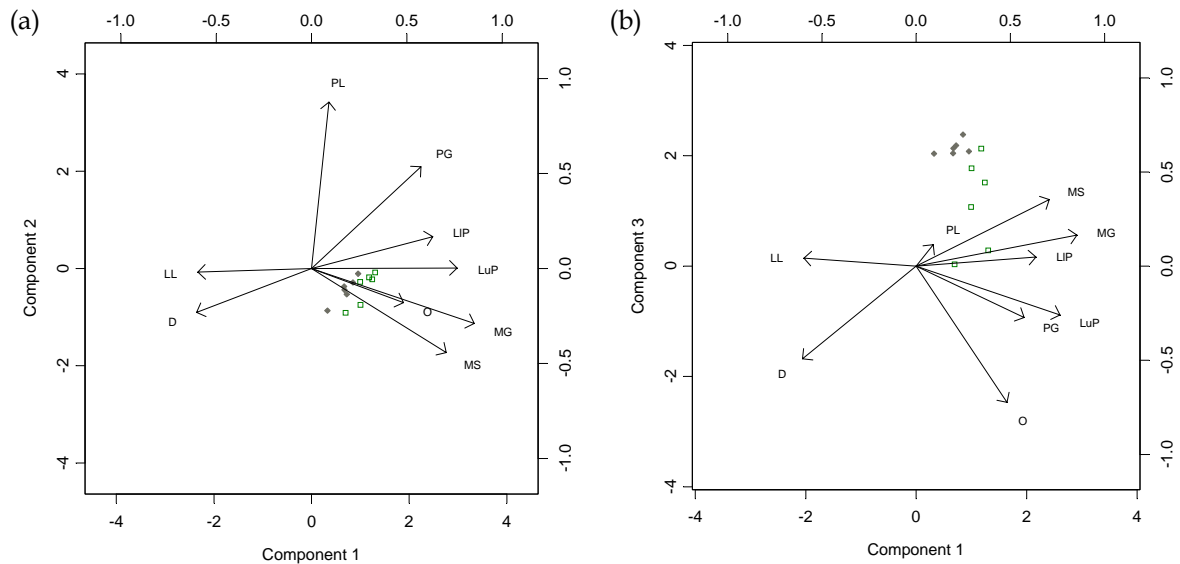 (a)
-1.0 -0.5 0.0 0.5 1.0
4
2
0
-2
-4
Component 2
PL
PG
LlP
LuP
LL
D
O
MG
MS
1.0
0.5
0.0
-0.5
-1.0
-4 -2 0 2 4
Component 1
(b)
-1.0 -0.5 0.0 0.5 1.0
4
2
0
-2
-4
Component 3
MS
PL
MG
LlP
LL
PG
LuP
D
O
1.0
0.5
0.0
-0.5
-1.0
-4 -2 0 2 4
Component 1